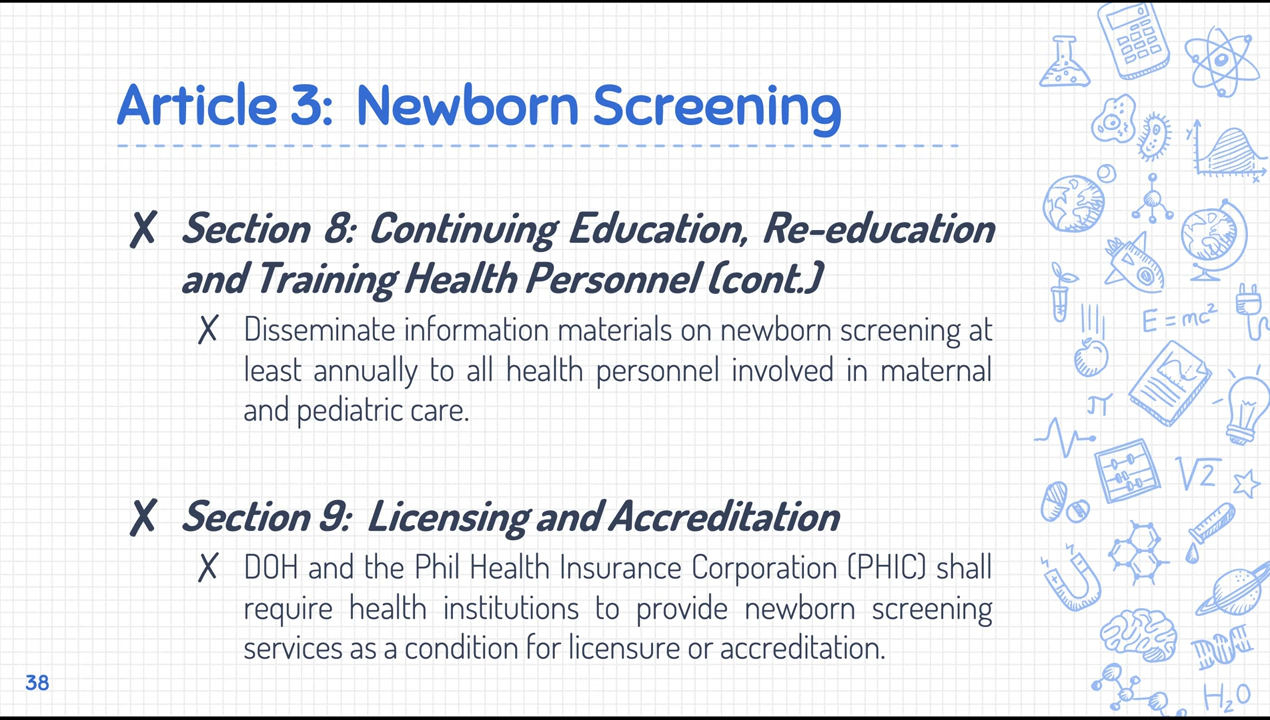 Article 3: Newborn Screening
✗ Section 8: Continuing Education, Re-education
and Training Health Personnel (cont.)
✗ Disseminate information materials on newborn screening at
least annually to all health personnel involved in maternal
and pediatric care.
✗ Section 9: Licensing and Accreditation
✗ DOH and the Phil Health Insurance Corporation (PHIC) shall
require health institutions to provide newborn screening
services as a condition for licensure or accreditation.
38
y
x
E=mc²
π
√2
H₂O